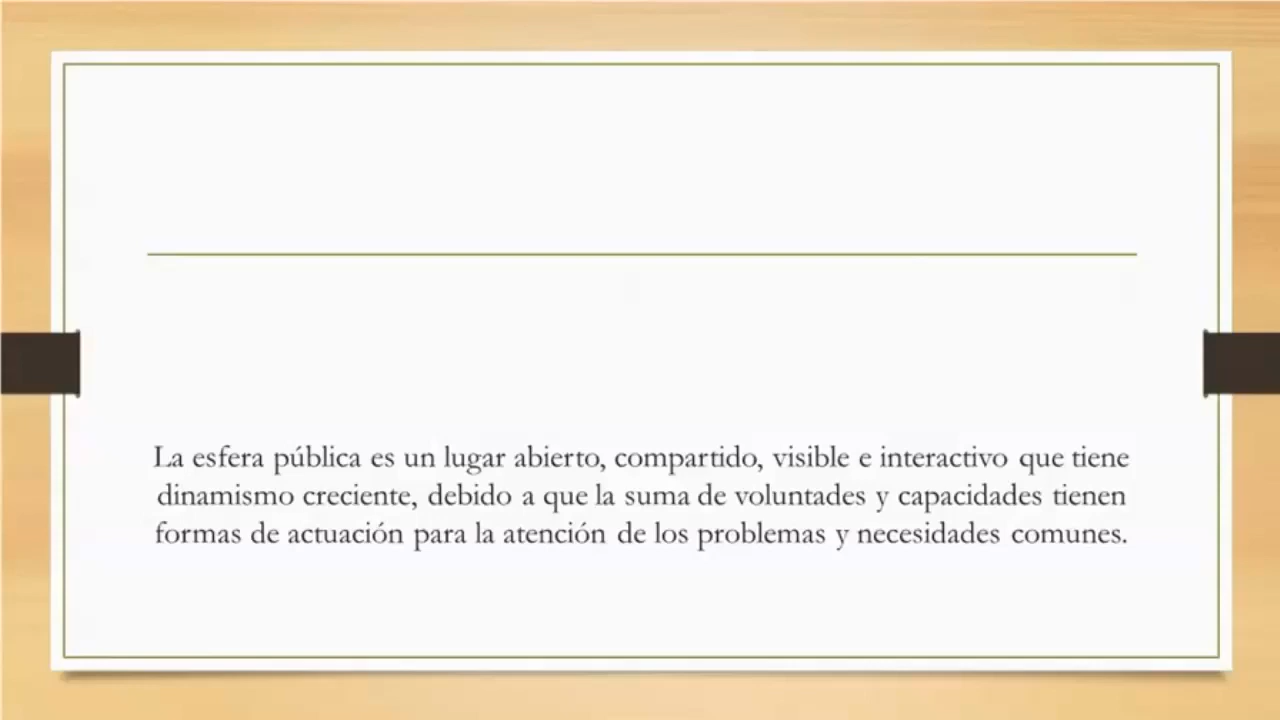 La esfera pública es un lugar abierto, compartido, visible e interactivo que tiene
dinamismo creciente, debido a que la suma de voluntades y capacidades tienen
formas de actuación para la atención de los problemas y necesidades comunes.